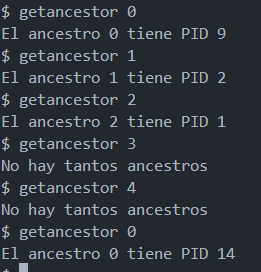 $ getancestor 0
El ancestro 0 tiene PID 9
$ getancestor 1
El ancestro 1 tiene PID 2
$ getancestor 2
El ancestro 2 tiene PID 1
$ getancestor 3
No hay tantos ancestros
$ getancestor 4
No hay tantos ancestros
$ getancestor 0
El ancestro 0 tiene PID 14
$